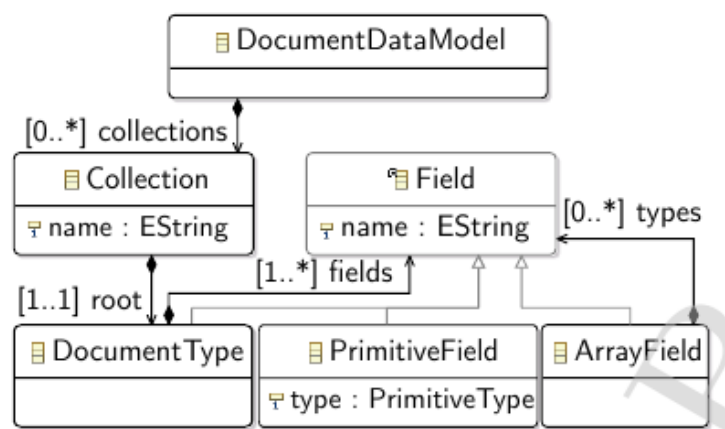 DocumentDataModel
[0..*] collections
Collection
name : EString
Field
name : EString
[0..*] types
[1..*] fields
[1..1] root
DocumentType
PrimitiveField
type : PrimitiveType
ArrayField